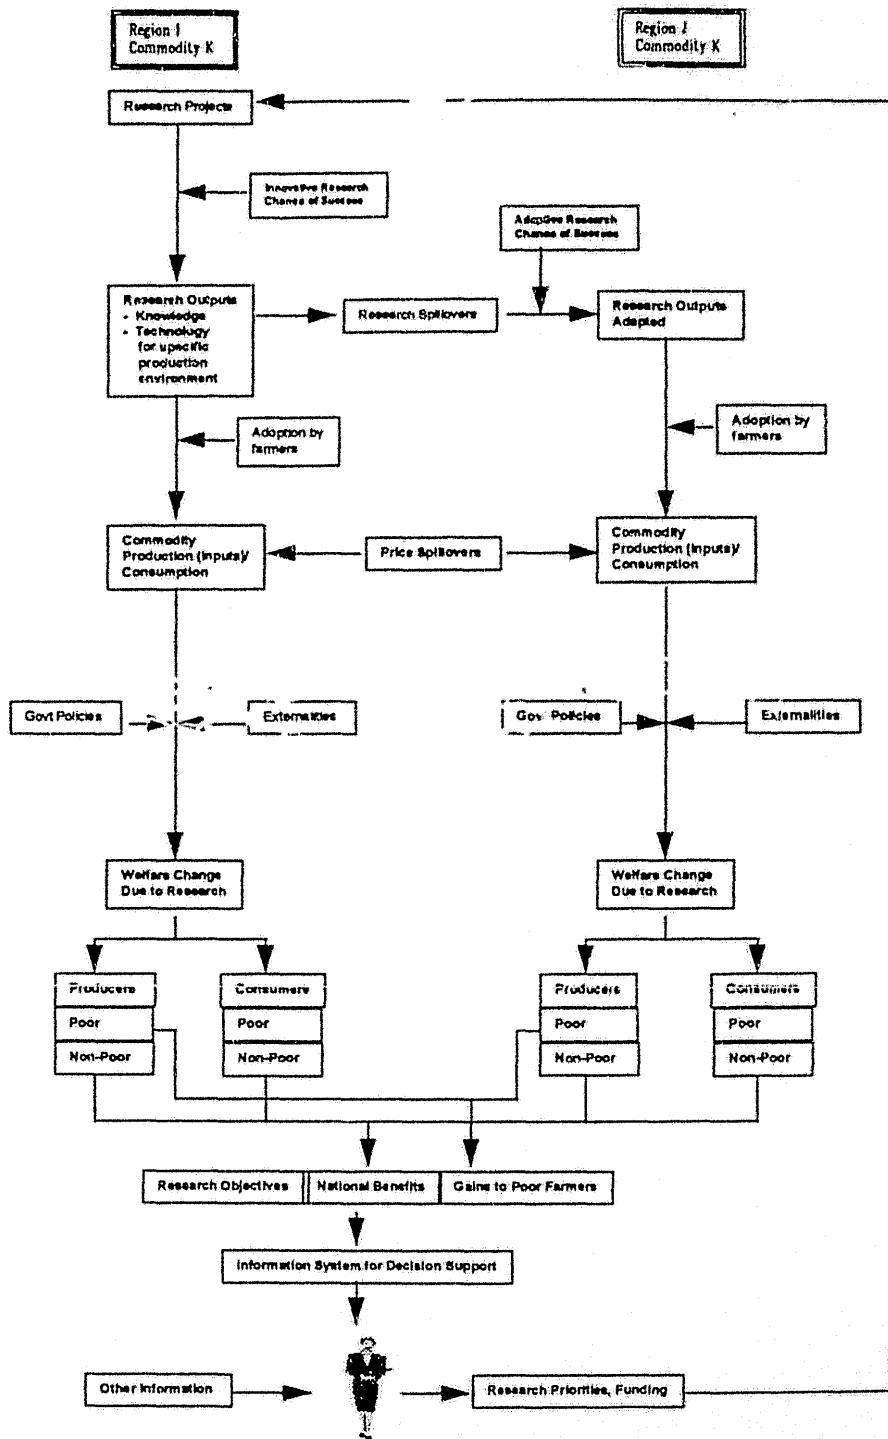 Region I
Commodity K
Region J
Commodity K
Research Projects
Innovative Research
Chance of Success
Adaptive Research
Chance of Success
Research Outputs
- Knowledge
- Technology
for specific
production
environment
Research Spillovers
Research Outputs
Adapted
Adoption by
farmers
Adoption by
farmers
Commodity
Production (Inputs)/
Consumption
Price Spillovers
Commodity
Production (Inputs)/
Consumption
Govt Policies
Externalities
Gov Policies
Externalities
Welfare Change
Due to Research
Welfare Change
Due to Research
Producers
Poor
Non-Poor
Consumers
Poor
Non-Poor
Producers
Poor
Non-Poor
Consumers
Poor
Non-Poor
Research Objectives
National Benefits
Gains to Poor Farmers
Information System for Decision Support
Other Information
Research Priorities, Funding